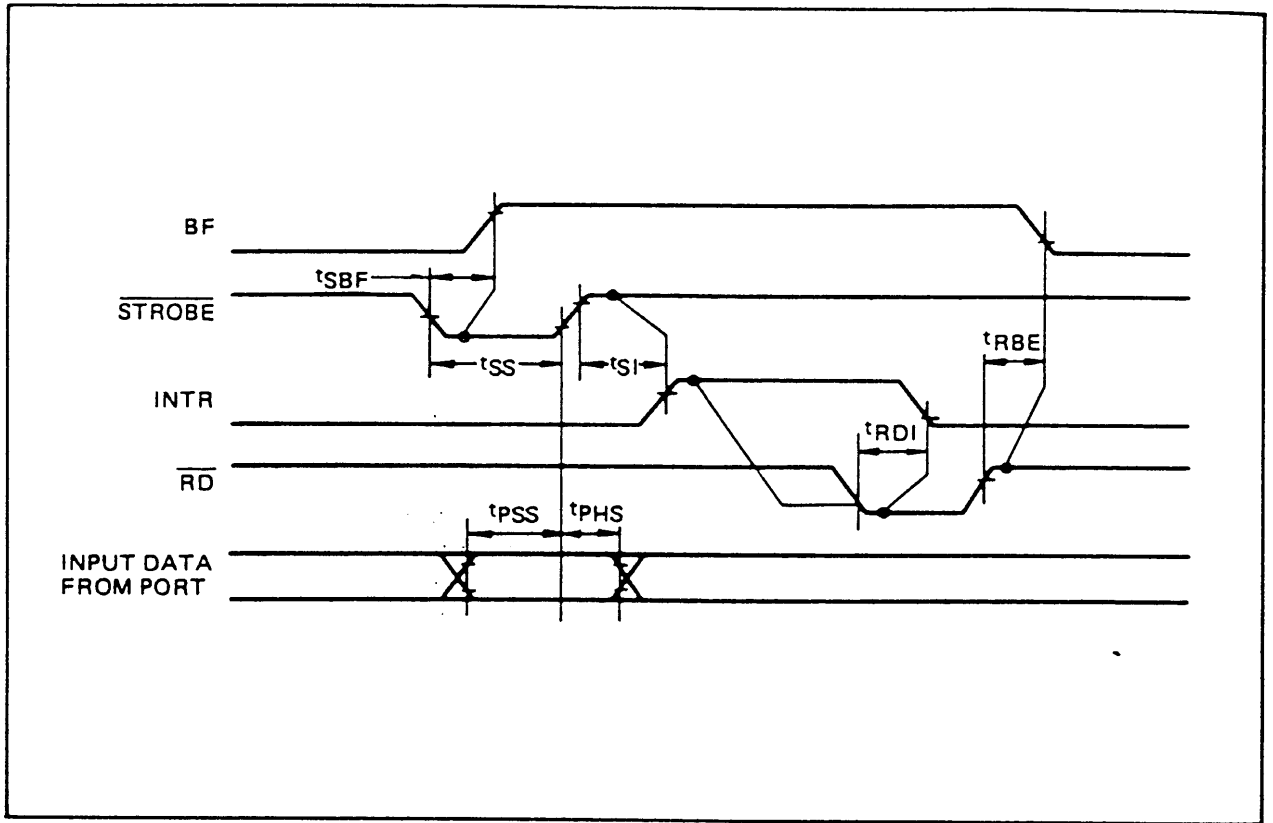 BF
tSBF
STROBE
tSS
tSI
tRBE
INTR
tRDI
RD
tPSS
tPHS
INPUT DATA
FROM PORT